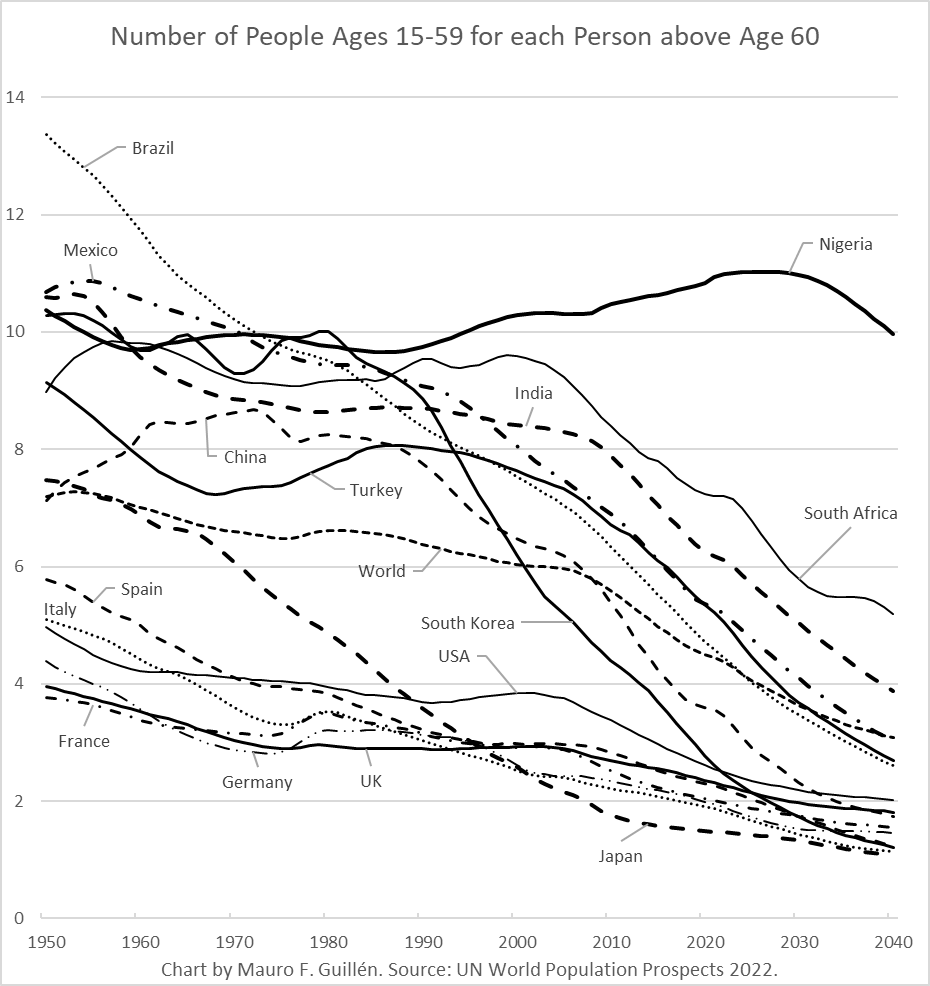 Number of People Ages 15-59 for each Person above Age 60
14
Brazil
12
Mexico
Nigeria
10
India
8
China
Turkey
South Africa
World
6
Spain
Italy
South Korea
USA
4
France
Germany
UK
2
Japan
0
1950 1960 1970 1980 1990 2000 2010 2020 2030 2040
Chart by Mauro F. Guillén. Source: UN World Population Prospects 2022.